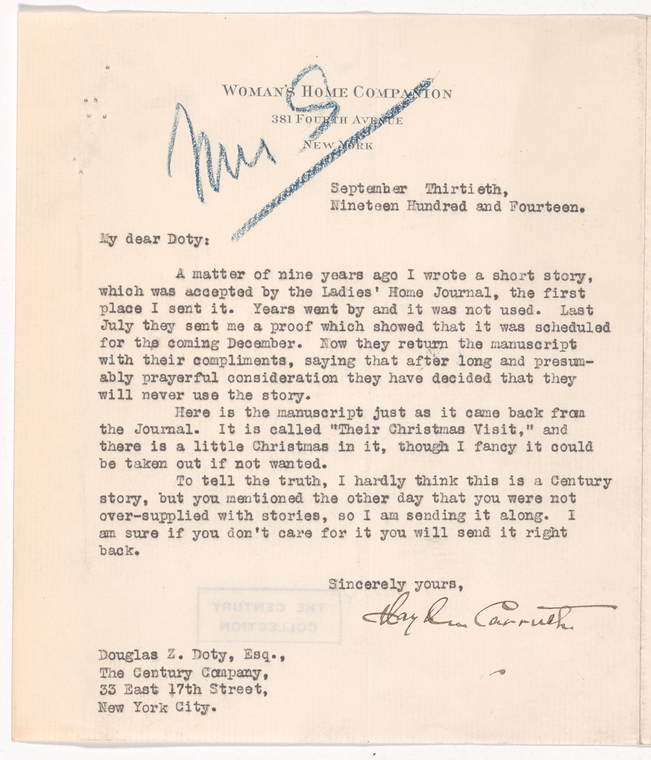 WOMAN'S HOME COMPANION
381 FOURTH AVENUE
NEW YORK
September Thirtieth,
Nineteen Hundred and Fourteen.
My dear Doty:
A matter of nine years ago I wrote a short story,
which was accepted by the Ladies' Home Journal, the first
place I sent it. Years went by and it was not used. Last
July they sent me a proof which showed that it was scheduled
for the coming December. Now they return the manuscript
with their compliments, saying that after long and presum-
ably prayerful consideration they have decided that they
will never use the story.
Here is the manuscript just as it came back from
the Journal. It is called "Their Christmas Visit," and
there is a little Christmas in it, though I fancy it could
be taken out if not wanted.
To tell the truth, I hardly think this is a Century
story, but you mentioned the other day that you were not
over-supplied with stories, so I am sending it along. I
am sure if you don't care for it you will send it right
back.
Sincerely yours,
Hayden Carruth
THE CENTURY
COLLECTION
Douglas Z. Doty, Esq.,
The Century Company,
33 East 17th Street,
New York City.